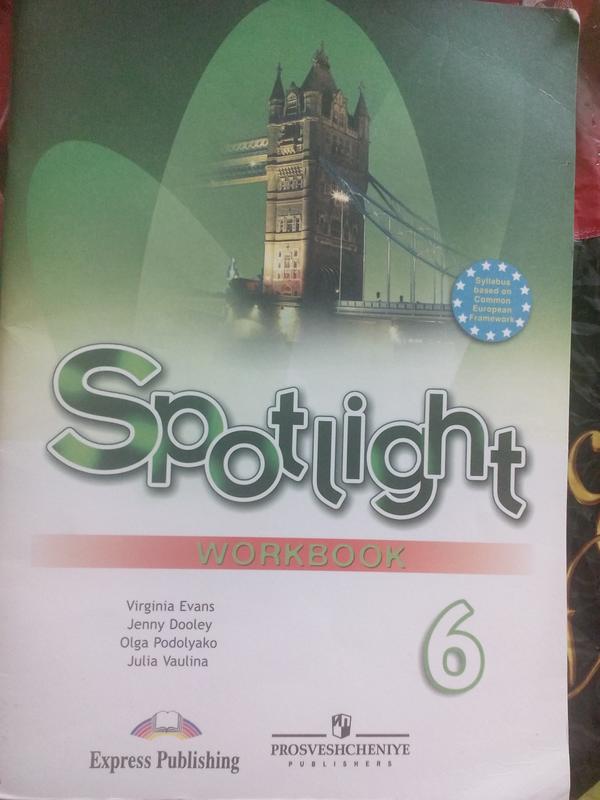 Syllabus
based on
Common
European
Framework
Spotlight
WORKBOOK
Virginia Evans
Jenny Dooley
Olga Podolyako
Julia Vaulina
6
Express Publishing
PROSVESHCHENIYE
PUBLISHERS